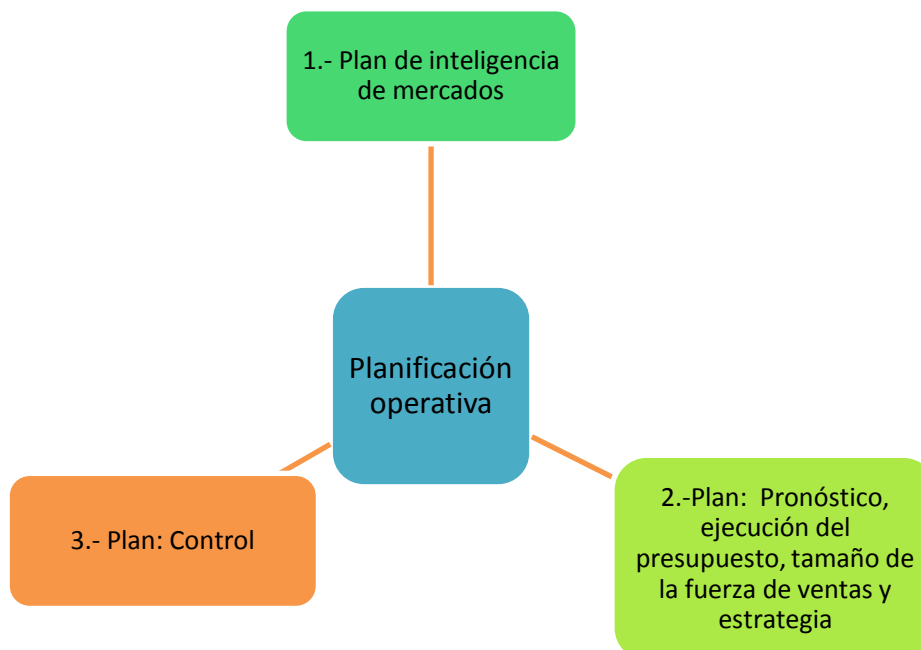 1.- Plan de inteligencia
de mercados
Planificación
operativa
3.- Plan: Control
2.-Plan:  Pronóstico,
ejecución del
presupuesto, tamaño de
la fuerza de ventas y
estrategia